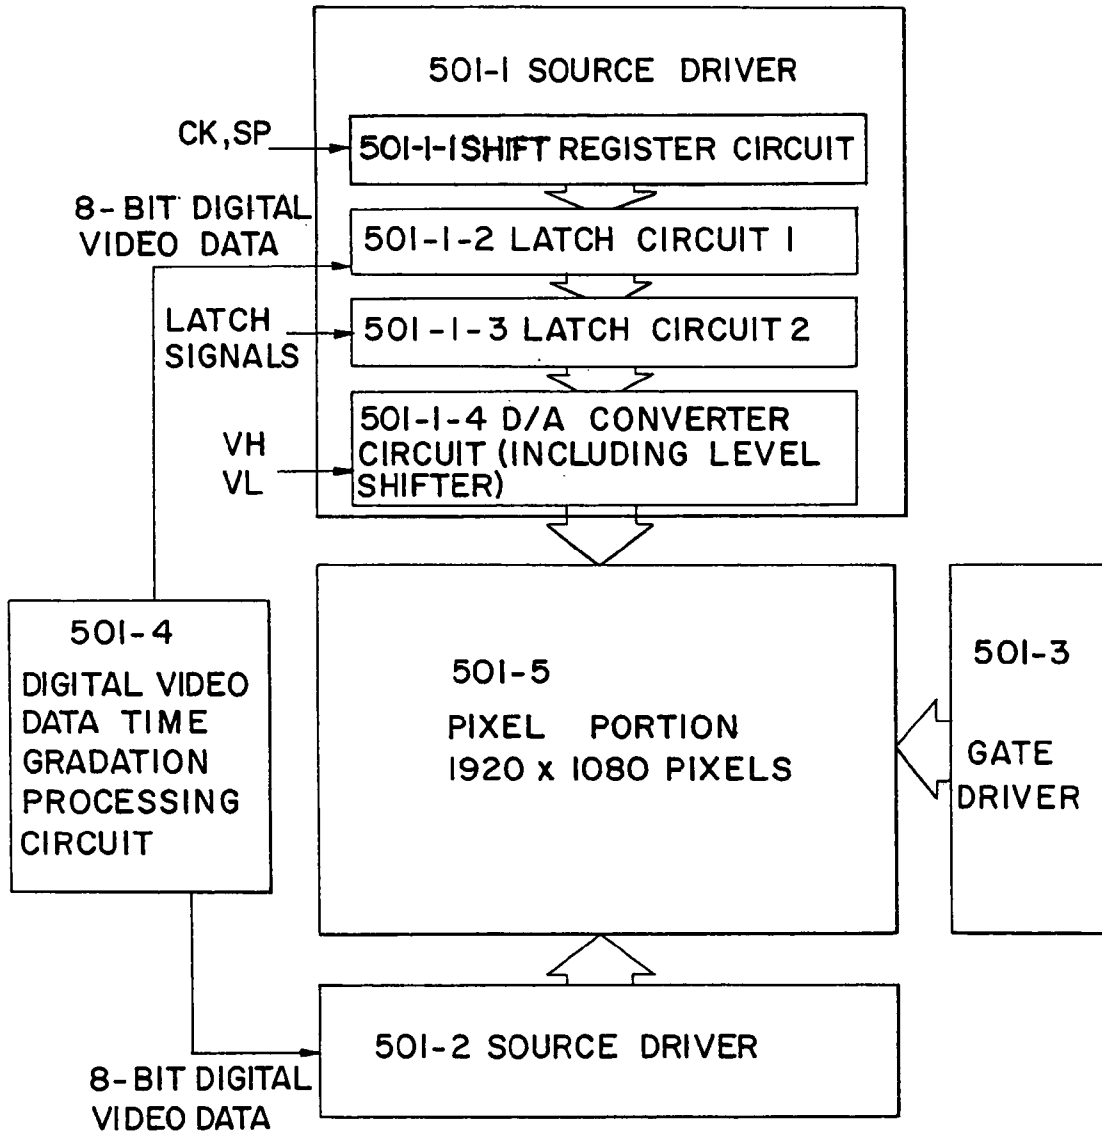 501-1 SOURCE DRIVER
CK,SP
501-1-1 SHIFT REGISTER CIRCUIT
8-BIT DIGITAL
VIDEO DATA
501-1-2 LATCH CIRCUIT 1
LATCH
SIGNALS
501-1-3 LATCH CIRCUIT 2
VH
VL
501-1-4 D/A CONVERTER
CIRCUIT (INCLUDING LEVEL
SHIFTER)
501-4
DIGITAL VIDEO
DATA TIME
GRADATION
PROCESSING
CIRCUIT
501-5
PIXEL PORTION
1920 x 1080 PIXELS
501-3
GATE
DRIVER
501-2 SOURCE DRIVER
8-BIT DIGITAL
VIDEO DATA